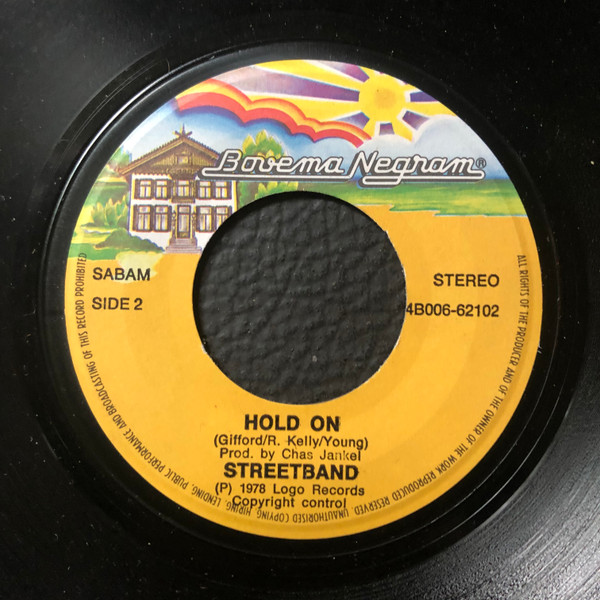 Bovema Negram®
SABAM
STEREO
SIDE 2
4B006-62102
HOLD ON
(Gifford/R. Kelly/Young)
Prod. by Chas Jankel
STREETBAND
(P) 1978 Logo Records
Copyright control
ALL RIGHTS OF THE PRODUCER AND OF THE OWNER OF THE WORK REPRODUCED RESERVED. UNAUTHORISED COPYING, HIRING, LENDING, PUBLIC PERFORMANCE AND BROADCASTING OF THIS RECORD PROHIBITED